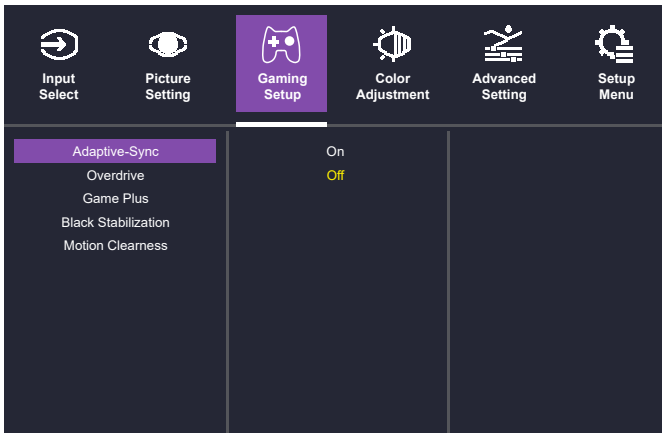 Input
Select
Picture
Setting
Gaming
Setup
Color
Adjustment
Advanced
Setting
Setup
Menu
Adaptive-Sync
Overdrive
Game Plus
Black Stabilization
Motion Clearness
On
Off